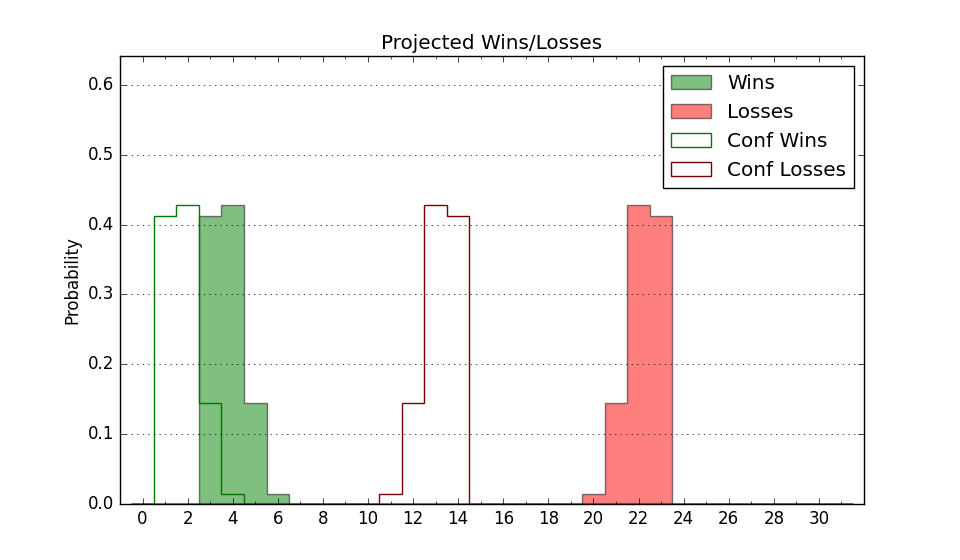 Projected Wins/Losses
Wins
Losses
Conf Wins
Conf Losses
Probability
0.6
0.5
0.4
0.3
0.2
0.1
0.0
0 2 4 6 8 10 12 14 16 18 20 22 24 26 28 30